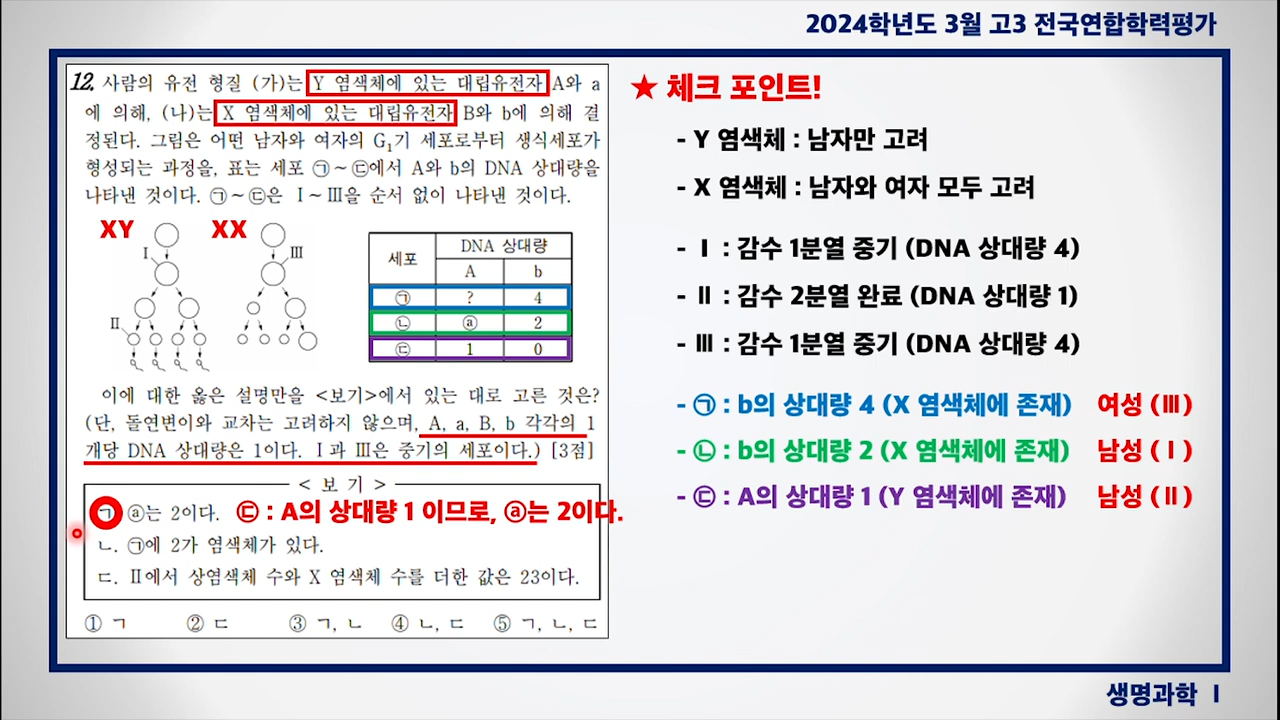 2024학년도 3월 고3 전국연합학력평가
12. 사람의 유전 형질 (가)는 Y 염색체에 있는 대립유전자 A와 a
에 의해, (나)는 X 염색체에 있는 대립유전자 B와 b에 의해 결
정된다. 그림은 어떤 남자와 여자의 G₁기 세포로부터 생식세포가
형성되는 과정을, 표는 세포 ㉠~㉢에서 A와 b의 DNA 상대량을
나타낸 것이다. ㉠~㉢은 Ⅰ~Ⅲ을 순서 없이 나타낸 것이다.
XY
XX
Ⅰ
Ⅲ
Ⅱ
세포 DNA 상대량
A b
㉠ ? 4
㉡ ⓐ 2
㉢ 1 0
이에 대한 옳은 설명만을 <보기>에서 있는 대로 고른 것은?
(단, 돌연변이와 교차는 고려하지 않으며, A, a, B, b 각각의 1
개당 DNA 상대량은 1이다. Ⅰ과 Ⅲ은 중기의 세포이다.) [3점]
< 보 기 >
ㄱ ⓐ는 2이다. ㉢ : A의 상대량 1 이므로, ⓐ는 2이다.
ㄴ. ㉠에 2가 염색체가 있다.
ㄷ. Ⅱ에서 상염색체 수와 X 염색체 수를 더한 값은 23이다.
① ㄱ ② ㄷ ③ ㄱ, ㄴ ④ ㄴ, ㄷ ⑤ ㄱ, ㄴ, ㄷ
★ 체크 포인트!
- Y 염색체 : 남자만 고려
- X 염색체 : 남자와 여자 모두 고려
- Ⅰ : 감수 1분열 중기 (DNA 상대량 4)
- Ⅱ : 감수 2분열 완료 (DNA 상대량 1)
- Ⅲ : 감수 1분열 중기 (DNA 상대량 4)
- ㉠ : b의 상대량 4 (X 염색체에 존재) 여성 (Ⅲ)
- ㉡ : b의 상대량 2 (X 염색체에 존재) 남성 (Ⅰ)
- ㉢ : A의 상대량 1 (Y 염색체에 존재) 남성 (Ⅱ)
생명과학 Ⅰ